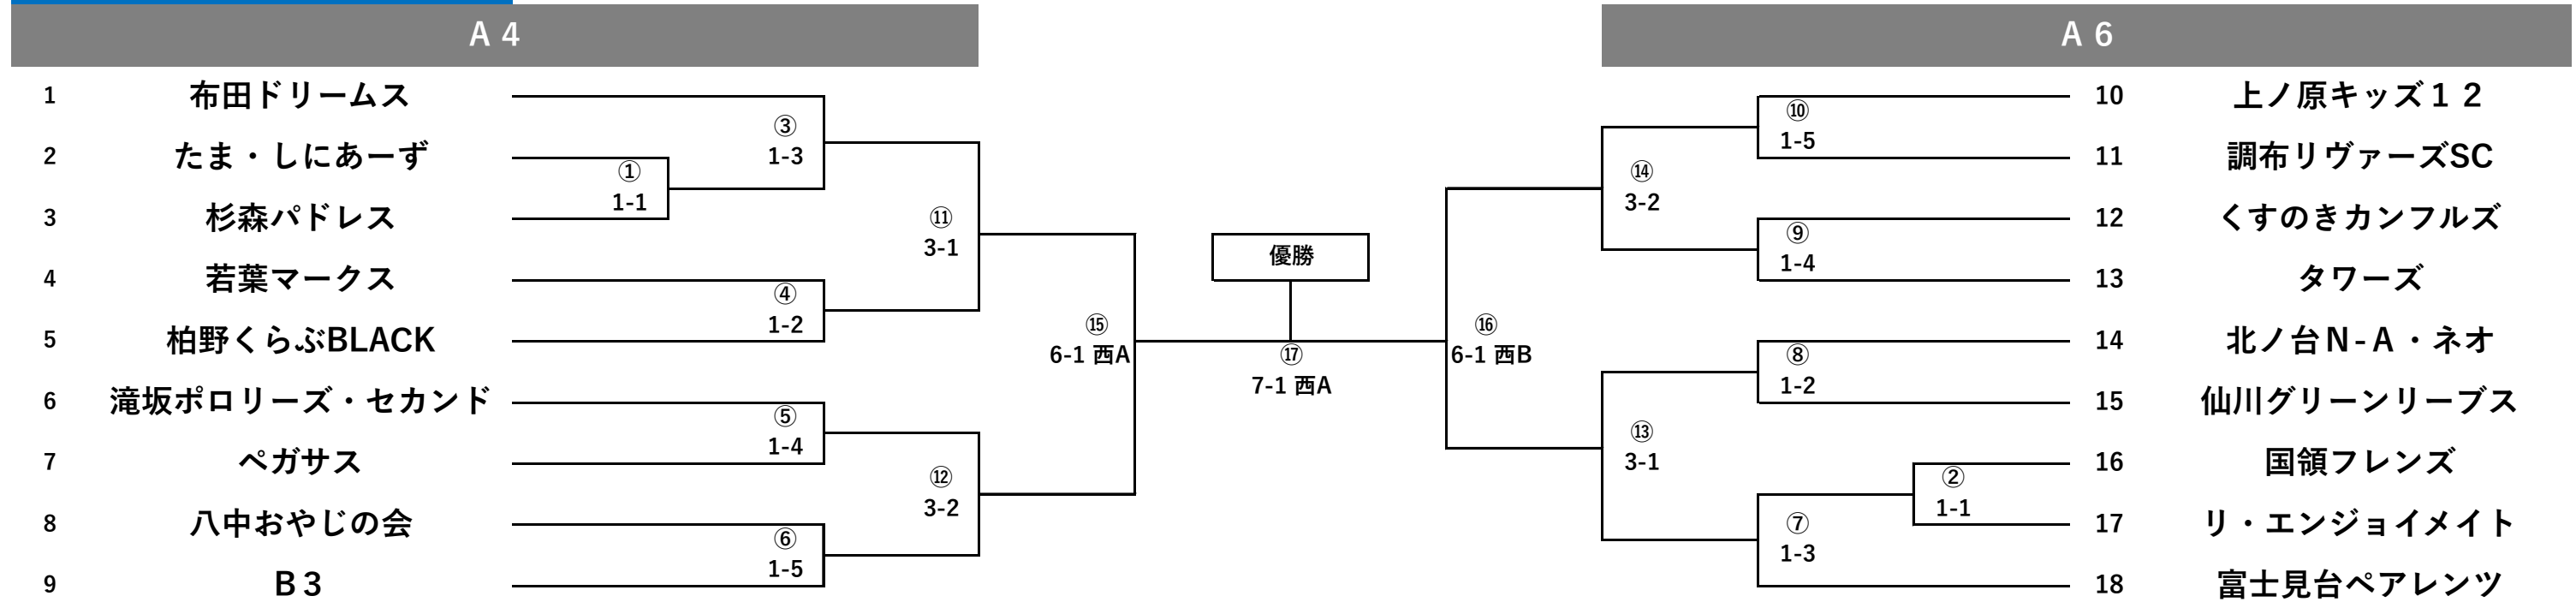 Ａ４
Ａ６
1 布田ドリームス
2 たま・しにあーず
3 杉森パドレス
4 若葉マークス
5 柏野くらぶBLACK
6 滝坂ポロリーズ・セカンド
7 ペガサス
8 八中おやじの会
9 Ｂ３
③
1-3
①
1-1
④
1-2
⑤
1-4
⑥
1-5
⑪
3-1
⑫
3-2
⑮
6-1 西A
優勝
⑰
7-1 西A
⑯
6-1 西B
⑭
3-2
⑬
3-1
⑩
1-5
⑨
1-4
⑧
1-2
②
1-1
⑦
1-3
10 上ノ原キッズ１２
11 調布リヴァーズSC
12 くすのきカンフルズ
13 タワーズ
14 北ノ台Ｎ-Ａ・ネオ
15 仙川グリーンリーブス
16 国領フレンズ
17 リ・エンジョイメイト
18 富士見台ペアレンツ